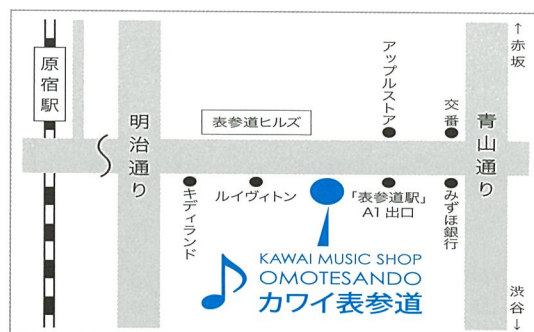 ↑赤坂
アップルストア
交番
原宿駅
明治通り
表参道ヒルズ
青山通り
キディランド
ルイヴィトン
「表参道駅」
A1出口
みずほ銀行
KAWAI MUSIC SHOP
OMOTESANDO
カワイ表参道
渋谷↓